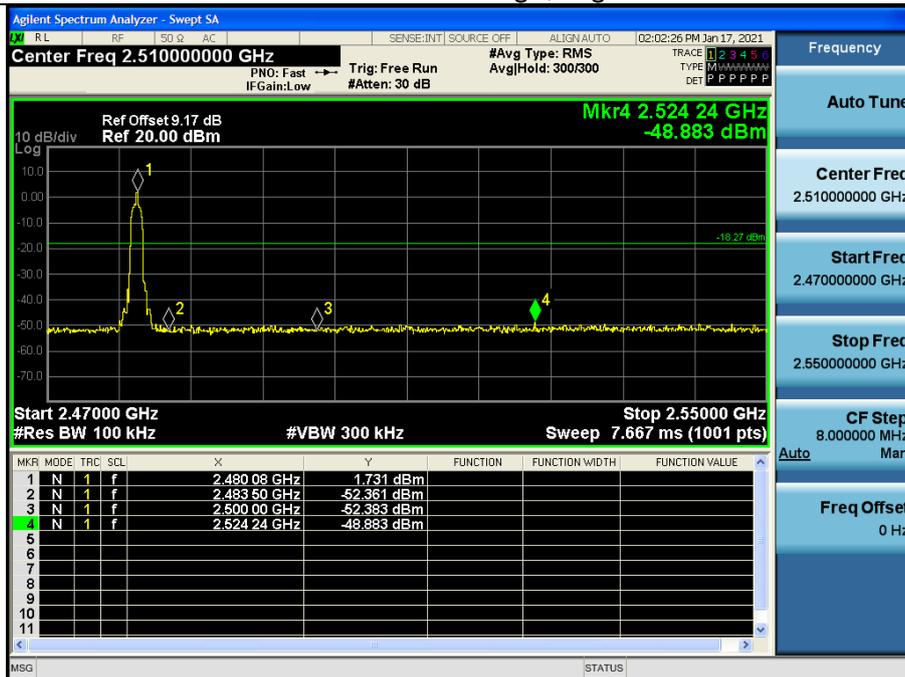 Agilent Spectrum Analyzer - Swept SA
LXI RL RF 50 Ω AC SENSE:INT SOURCE OFF ALIGN AUTO 02:02:26 PM Jan 17, 2021
Center Freq 2.510000000 GHz
PNO: Fast
IFGain:Low
Trig: Free Run
#Atten: 30 dB
#Avg Type: RMS
Avg|Hold: 300/300
TRACE 1 2 3 4 5 6
TYPE MWWWWW
DET P P P P P P
Mkr4 2.524 24 GHz
-48.883 dBm
Ref Offset 9.17 dB
10 dB/div Ref 20.00 dBm
Log
10.0
0.00
-10.0
-20.0
-30.0
-40.0
-50.0
-60.0
-70.0
1
2
3
4
-18.27 dBm
Start 2.47000 GHz Stop 2.55000 GHz
#Res BW 100 kHz #VBW 300 kHz Sweep 7.667 ms (1001 pts)
MKR MODE TRC SCL X Y FUNCTION FUNCTION WIDTH FUNCTION VALUE
1 N 1 f 2.480 08 GHz 1.731 dBm
2 N 1 f 2.483 50 GHz -52.361 dBm
3 N 1 f 2.500 00 GHz -52.383 dBm
4 N 1 f 2.524 24 GHz -48.883 dBm
5
6
7
8
9
10
11
MSG STATUS
Frequency
Auto Tune
Center Freq
2.510000000 GHz
Start Freq
2.470000000 GHz
Stop Freq
2.550000000 GHz
CF Step
8.000000 MHz
Auto Man
Freq Offset
0 Hz